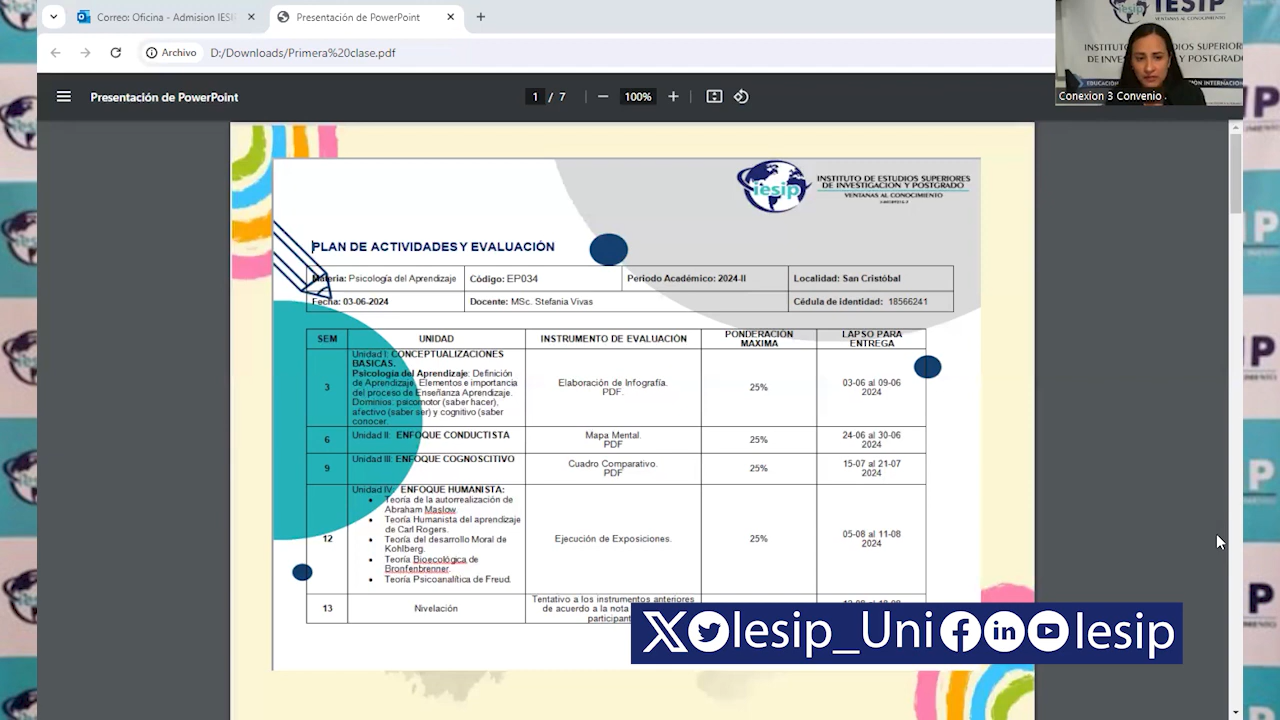 Correo: Oficina - Admision IESIP
Presentación de PowerPoint
Archivo
D:/Downloads/Primera%20clase.pdf
Presentación de PowerPoint
1 / 7
100%
IESIP
VENTANAS AL CONOCIMIENTO
Conexion 3 Convenio
iesip
INSTITUTO DE ESTUDIOS SUPERIORES
DE INVESTIGACION Y POSTGRADO
VENTANAS AL CONOCIMIENTO
PLAN DE ACTIVIDADES Y EVALUACIÓN
Materia: Psicología del Aprendizaje
Código: EP034
Período Académico: 2024-II
Localidad: San Cristóbal
Fecha: 03-06-2024
Docente: MSc. Stefania Vivas
Cédula de identidad: 18566241
SEM
UNIDAD
INSTRUMENTO DE EVALUACIÓN
PONDERACIÓN
MAXIMA
LAPSO PARA
ENTREGA
3
Unidad I: CONCEPTUALIZACIONES
BASICAS.
Psicología del Aprendizaje: Definición
de Aprendizaje. Elementos e importancia
del proceso de Enseñanza Aprendizaje.
Dominios: psicomotor (saber hacer),
afectivo (saber ser) y cognitivo (saber
conocer.
Elaboración de Infografía.
PDF.
25%
03-06 al 09-06
2024
6
Unidad II: ENFOQUE CONDUCTISTA
Mapa Mental.
PDF
25%
24-06 al 30-06
2024
9
Unidad III: ENFOQUE COGNOSCITIVO
Cuadro Comparativo.
PDF
25%
15-07 al 21-07
2024
12
Unidad IV: ENFOQUE HUMANISTA:
• Teoría de la autorrealización de
Abraham Maslow.
• Teoría Humanista del aprendizaje
de Carl Rogers.
• Teoría del desarrollo Moral de
Kohlberg.
• Teoría Bioecológica de
Bronfenbrenner.
• Teoría Psicoanalítica de Freud.
Ejecución de Exposiciones.
25%
05-08 al 11-08
2024
13
Nivelación
Tentativo a los instrumentos anteriores
de acuerdo a la nota
participant
Iesip_Uni
Iesip